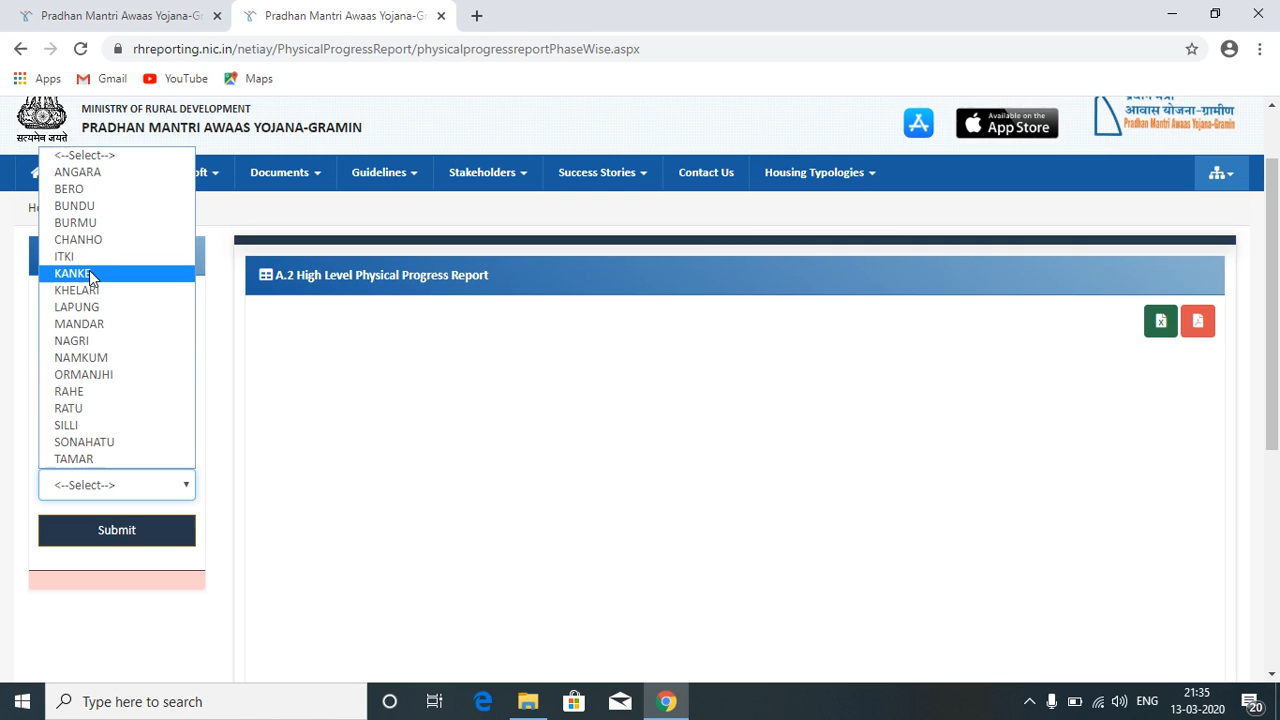 Pradhan Mantri Awaas Yojana-Gr
Pradhan Mantri Awaas Yojana-Gr
rhreporting.nic.in/netiay/PhysicalProgressReport/physicalprogressreportPhaseWise.aspx
Apps Gmail YouTube Maps
MINISTRY OF RURAL DEVELOPMENT
PRADHAN MANTRI AWAAS YOJANA-GRAMIN
सत्यमेव जयते
Available on the
App Store
प्रधान मंत्री
आवास योजना-ग्रामीण
Pradhan Mantri Awaas Yojna-Gramin
oft Documents Guidelines Stakeholders Success Stories Contact Us Housing Typologies
<--Select-->
ANGARA
BERO
BUNDU
BURMU
CHANHO
ITKI
KANKE
KHELARI
LAPUNG
MANDAR
NAGRI
NAMKUM
ORMANJHI
RAHE
RATU
SILLI
SONAHATU
TAMAR
<--Select-->
Submit
A.2 High Level Physical Progress Report
Type here to search
ENG
21:35
13-03-2020
20